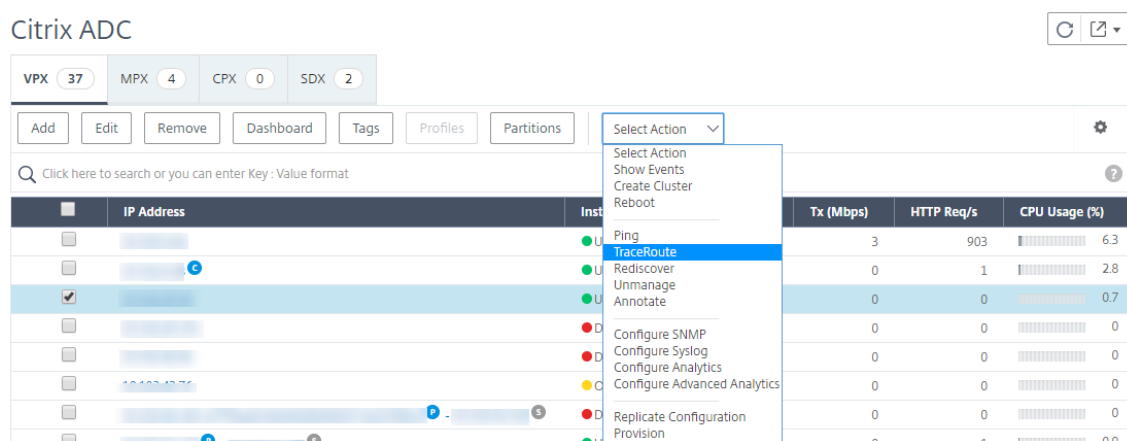 Citrix ADC
VPX 37 MPX 4 CPX 0 SDX 2
Add Edit Remove Dashboard Tags Profiles Partitions Select Action
Select Action
Show Events
Create Cluster
Reboot
Ping
TraceRoute
Rediscover
Unmanage
Annotate
Configure SNMP
Configure Syslog
Configure Analytics
Configure Advanced Analytics
Replicate Configuration
Provision
Click here to search or you can enter Key : Value format ?
IP Address Inst Tx (Mbps) HTTP Req/s CPU Usage (%)
U 3 903 6.3
C U 0 1 2.8
U 0 0 0.7
D 0 0 0
D 0 0 0
O 0 0 0
P - S D 0 0 0